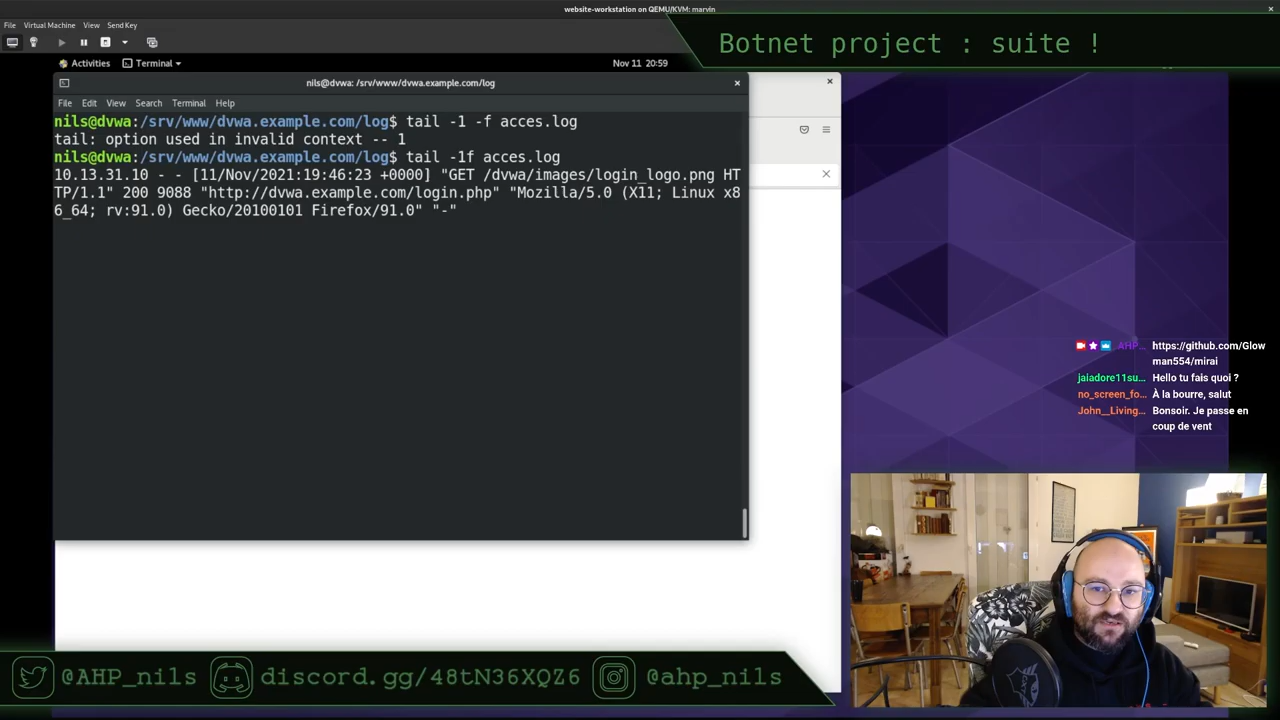 website-workstation on QEMU/KVM: marvin
File Virtual Machine View Send Key
Botnet project : suite !
Activities Terminal Nov 11 20:59
nils@dvwa: /srv/www/dvwa.example.com/log
File Edit View Search Terminal Help
nils@dvwa:/srv/www/dvwa.example.com/log$ tail -1 -f acces.log
tail: option used in invalid context -- 1
nils@dvwa:/srv/www/dvwa.example.com/log$ tail -1f acces.log
10.13.31.10 - - [11/Nov/2021:19:46:23 +0000] "GET /dvwa/images/login_logo.png HT
TP/1.1" 200 9088 "http://dvwa.example.com/login.php" "Mozilla/5.0 (X11; Linux x8
6_64; rv:91.0) Gecko/20100101 Firefox/91.0" "-"
AHP... https://github.com/Glow
man554/mirai
jaiadore11su... Hello tu fais quoi ?
no_screen_fo... À la bourre, salut
John__Living... Bonsoir. Je passe en
coup de vent
@AHP_nils discord.gg/48tN36XQZ6 @ahp_nils